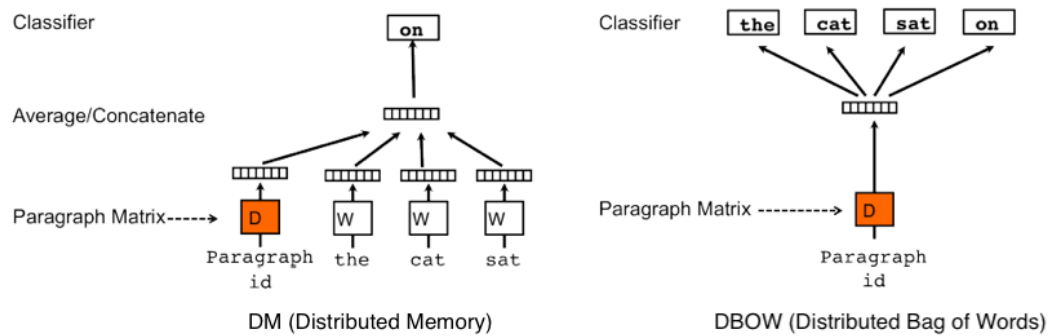 Classifier
on
Average/Concatenate
Paragraph Matrix
D
W
W
W
Paragraph
id
the
cat
sat
DM (Distributed Memory)
Classifier
the
cat
sat
on
Paragraph Matrix
D
Paragraph
id
DBOW (Distributed Bag of Words)